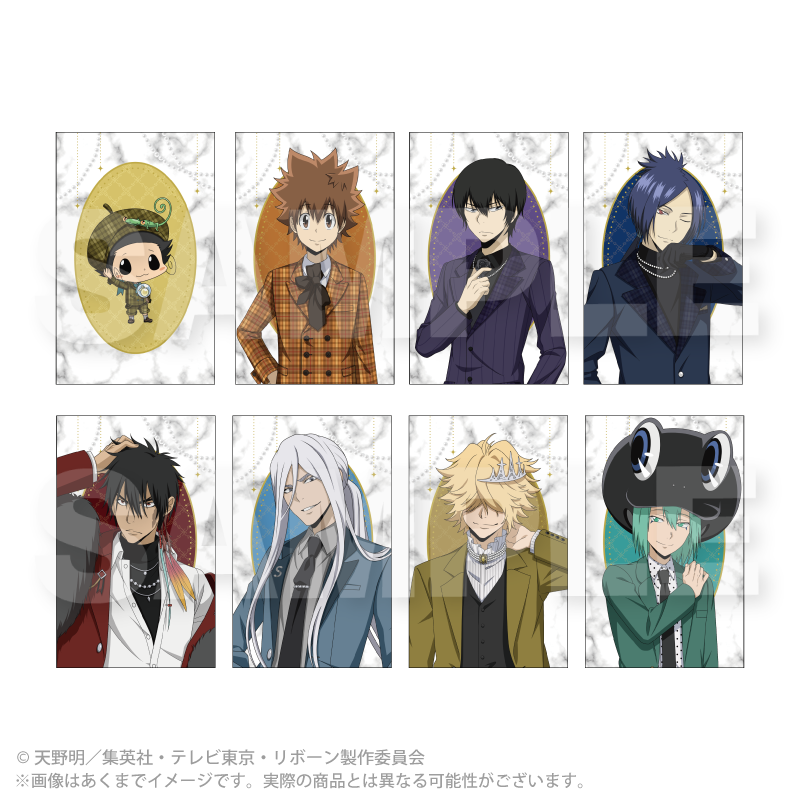 SAMPLE
S
SAMPLE
© 天野明／集英社・テレビ東京・リボーン製作委員会
※画像はあくまでイメージです。実際の商品とは異なる可能性がございます。